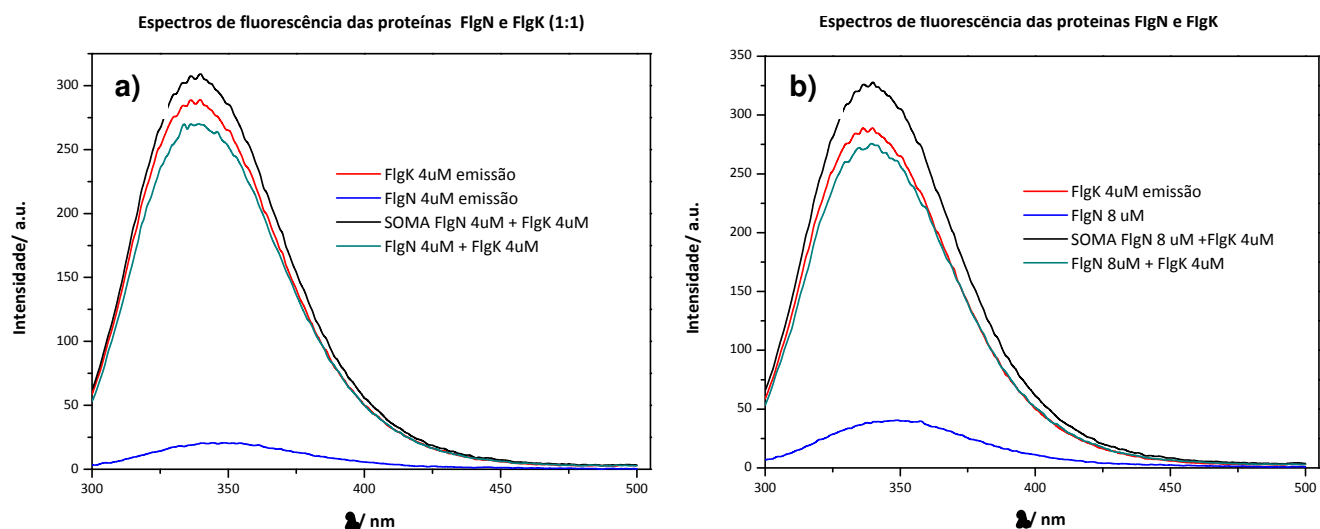 Espectros de fluorescência das proteínas FlgN e FlgK (1:1)
a)
300
250
200
150
100
50
0
Intensidade/ a.u.
FlgK 4uM emissão
FlgN 4uM emissão
SOMA FlgN 4uM + FlgK 4uM
FlgN 4uM + FlgK 4uM
300
350
400
450
500
/ nm
Espectros de fluorescência das proteínas FlgN e FlgK
b)
350
300
250
200
150
100
50
0
Intensidade/ a.u.
FlgK 4uM emissão
FlgN 8 uM
SOMA FlgN 8 uM +FlgK 4uM
FlgN 8uM + FlgK 4uM
300
350
400
450
500
/ nm